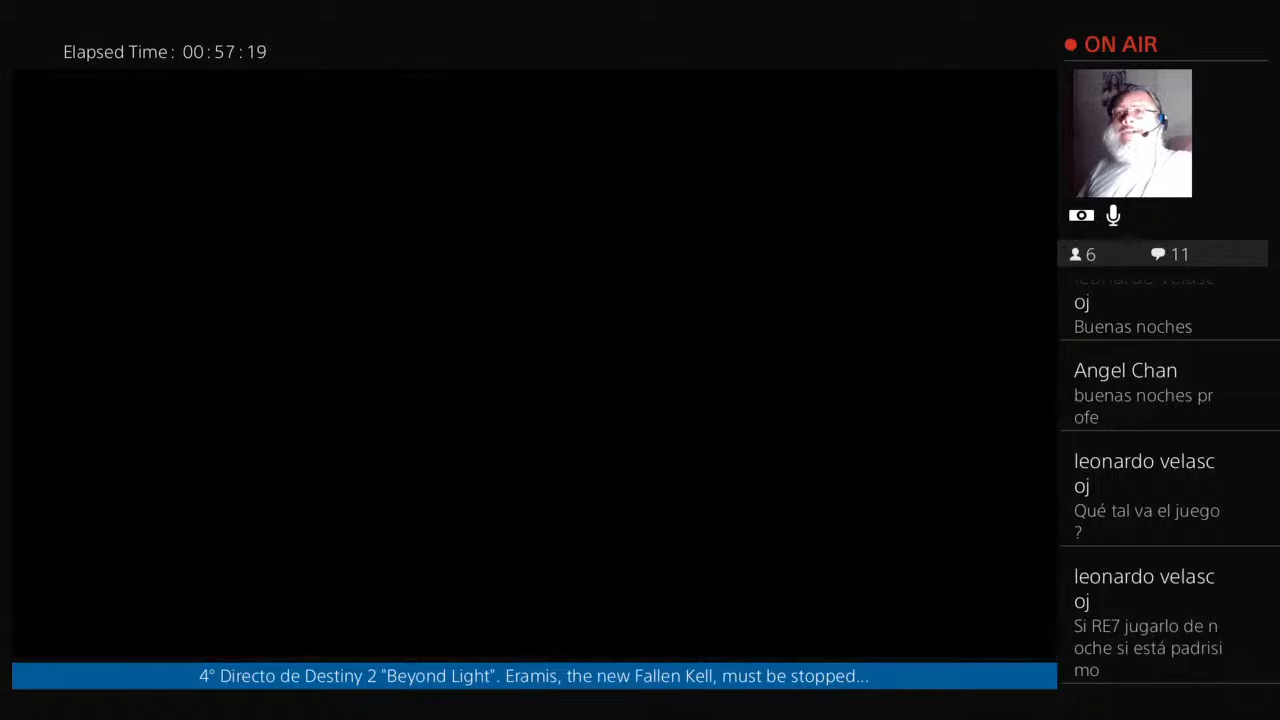 Elapsed Time: 00:57:19
ON AIR
6 11
leonardo velasc
oj
Buenas noches
Angel Chan
buenas noches pr
ofe
leonardo velasc
oj
Qué tal va el juego
?
leonardo velasc
oj
Si RE7 jugarlo de n
oche si está padrisi
mo
4° Directo de Destiny 2 "Beyond Light". Eramis, the new Fallen Kell, must be stopped...